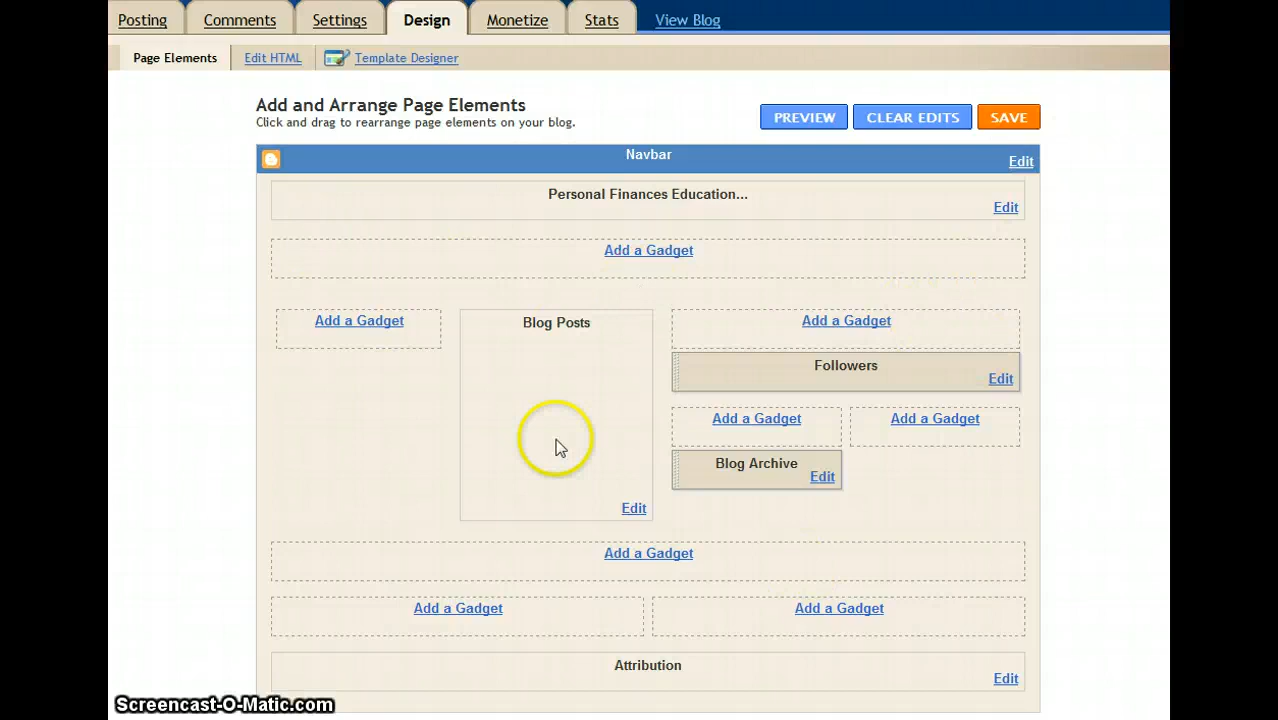 Posting Comments Settings Design Monetize Stats View Blog
Page Elements Edit HTML Template Designer
Add and Arrange Page Elements
Click and drag to rearrange page elements on your blog.
PREVIEW CLEAR EDITS SAVE
Navbar
Edit
Personal Finances Education...
Edit
Add a Gadget
Add a Gadget
Blog Posts
Edit
Add a Gadget
Followers
Edit
Add a Gadget Add a Gadget
Blog Archive
Edit
Add a Gadget
Add a Gadget Add a Gadget
Attribution
Edit
Screencast-O-Matic.com